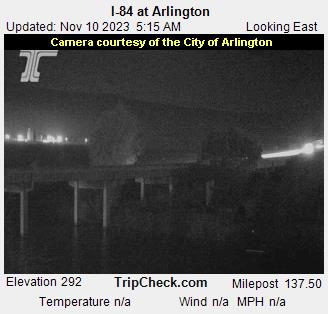 I-84 at Arlington
Updated: Nov 10 2023 5:15 AM Looking East
Camera courtesy of the City of Arlington
Elevation 292 TripCheck.com Milepost 137.50
Temperature n/a Wind n/a MPH n/a